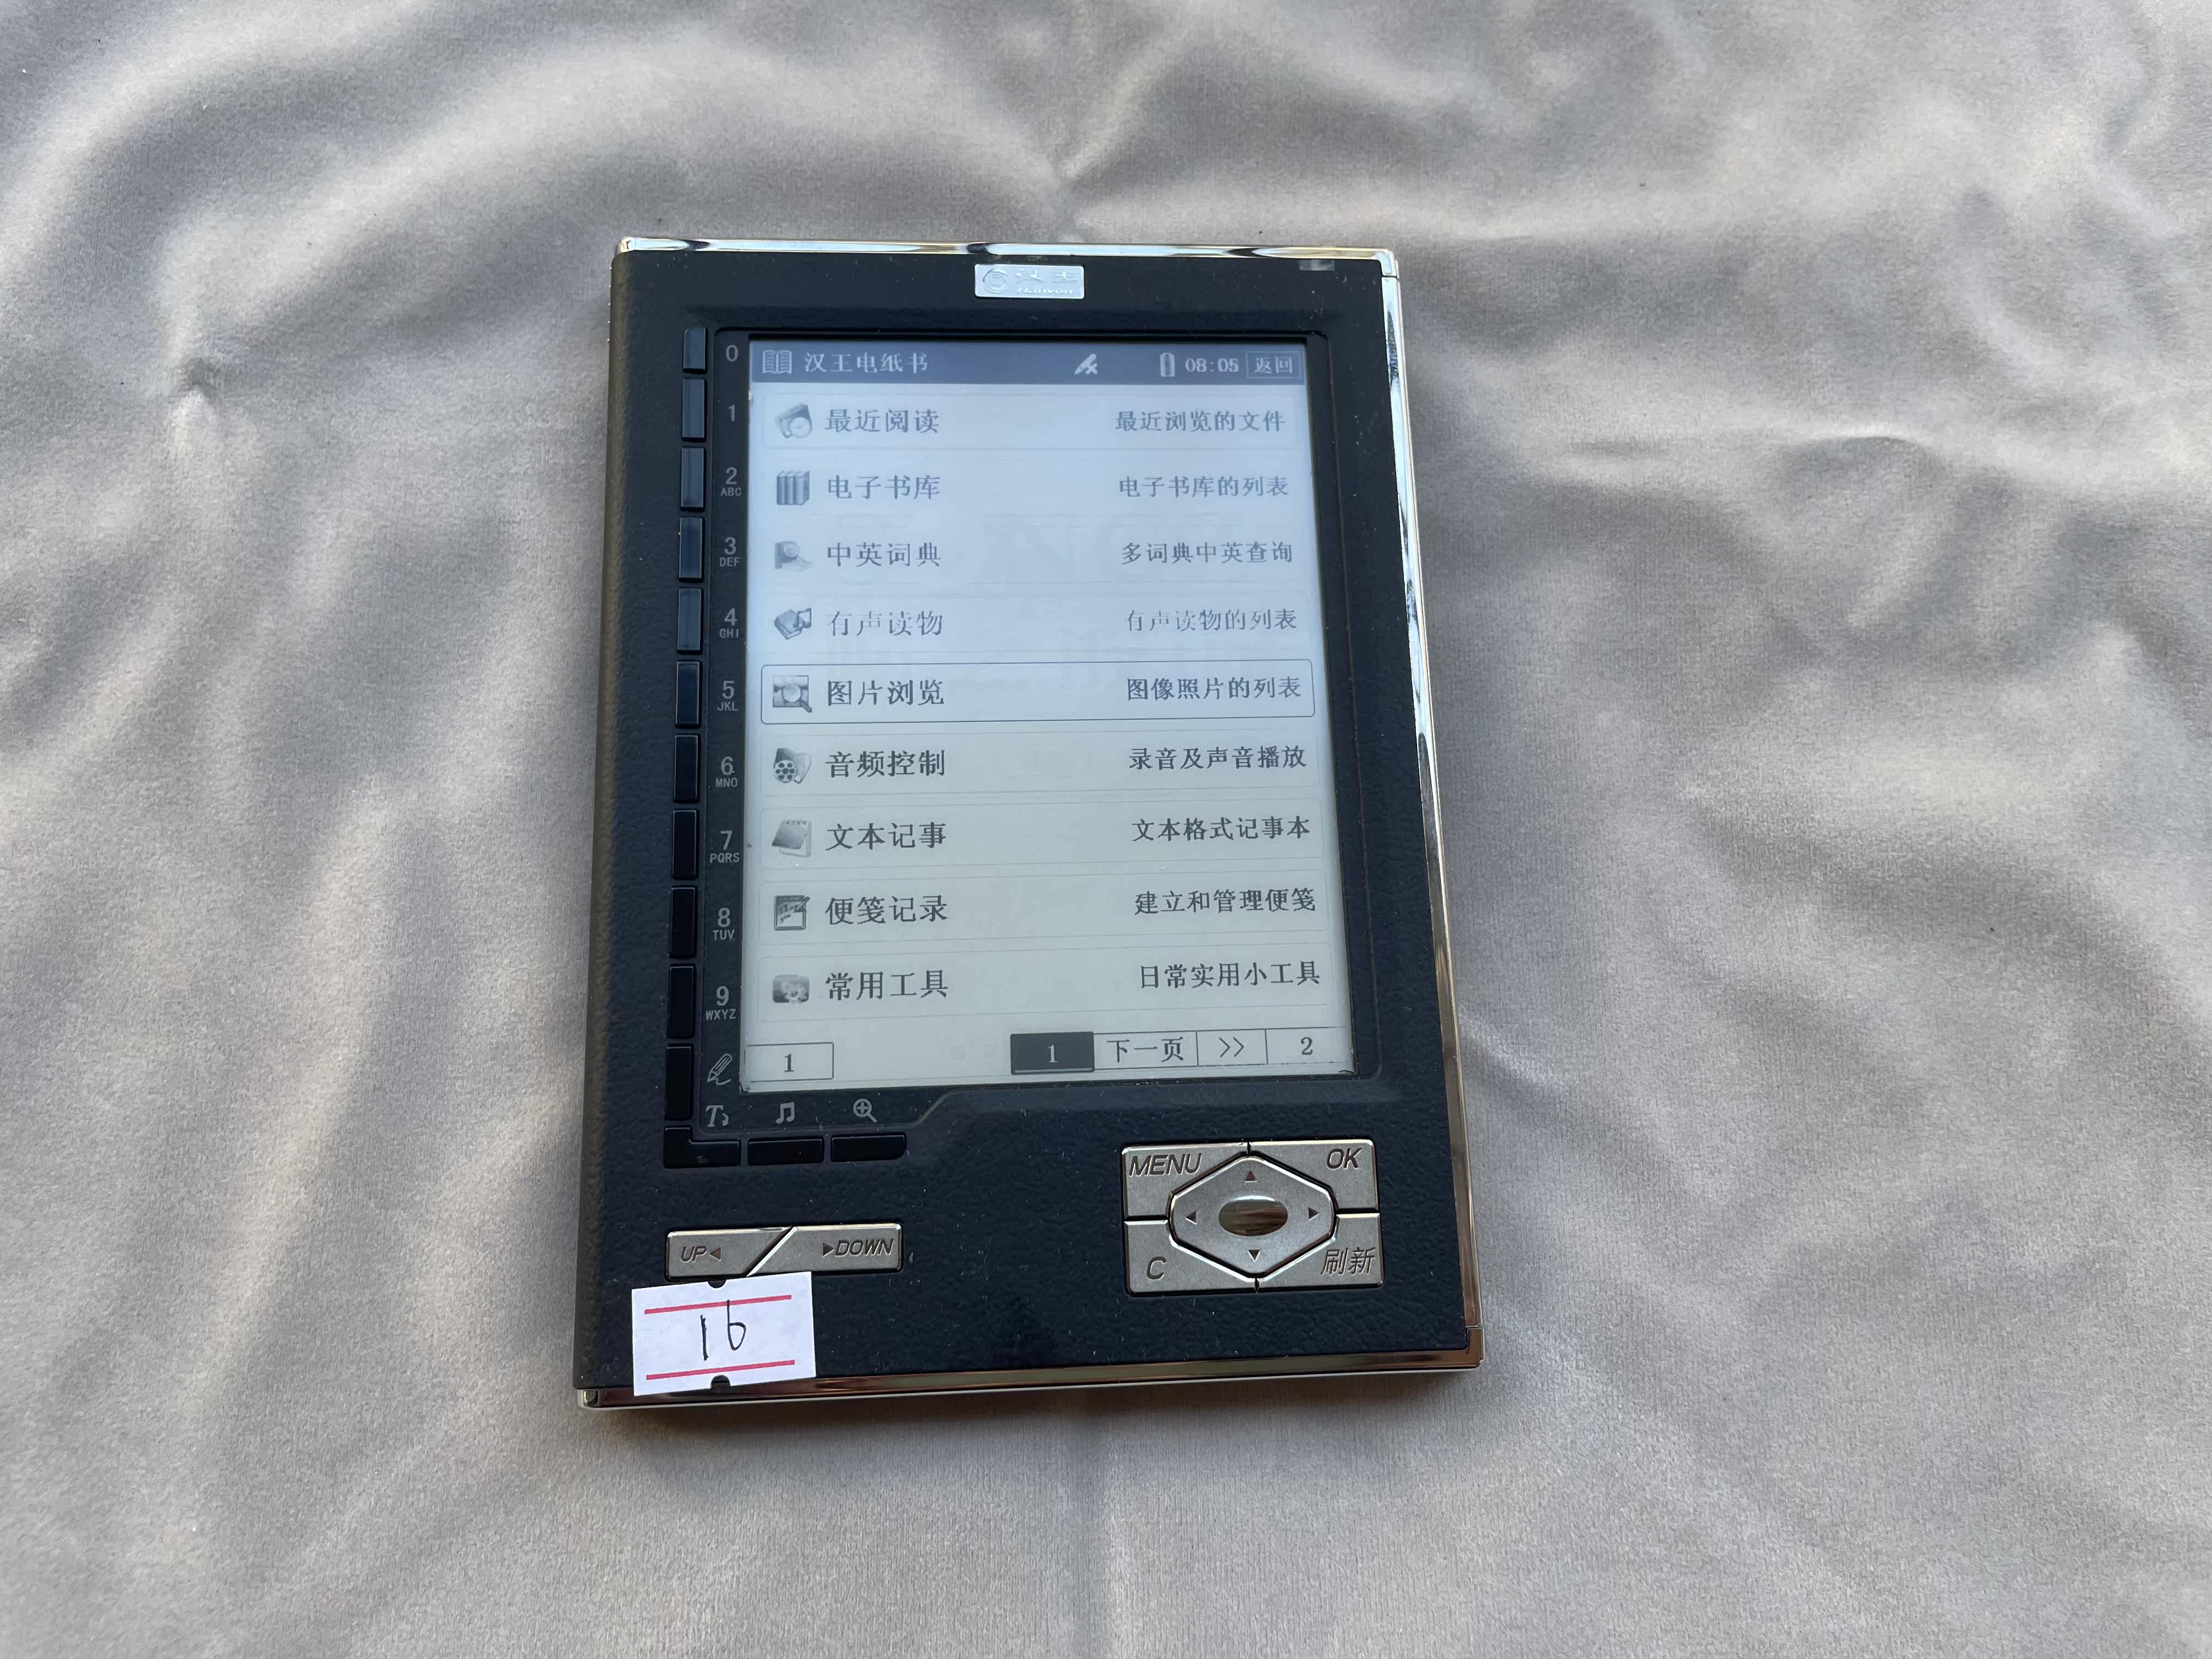 汉王
Hanvon
汉王电纸书 08:05 返回
0
1
最近阅读 最近浏览的文件
2 ABC
电子书库 电子书库的列表
3 DEF
中英词典 多词典中英查询
4 GHI
有声读物 有声读物的列表
5 JKL
图片浏览 图像照片的列表
6 MNO
音频控制 录音及声音播放
7 PQRS
文本记事 文本格式记事本
8 TUV
便笺记录 建立和管理便笺
9 WXYZ
常用工具 日常实用小工具
1 1 下一页 >> 2
T
MENU OK
UP DOWN
C 刷新
16